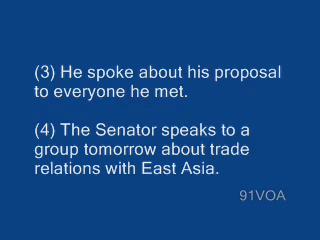 (3) He spoke about his proposal
to everyone he met.
(4) The Senator speaks to a
group tomorrow about trade
relations with East Asia.
91VOA